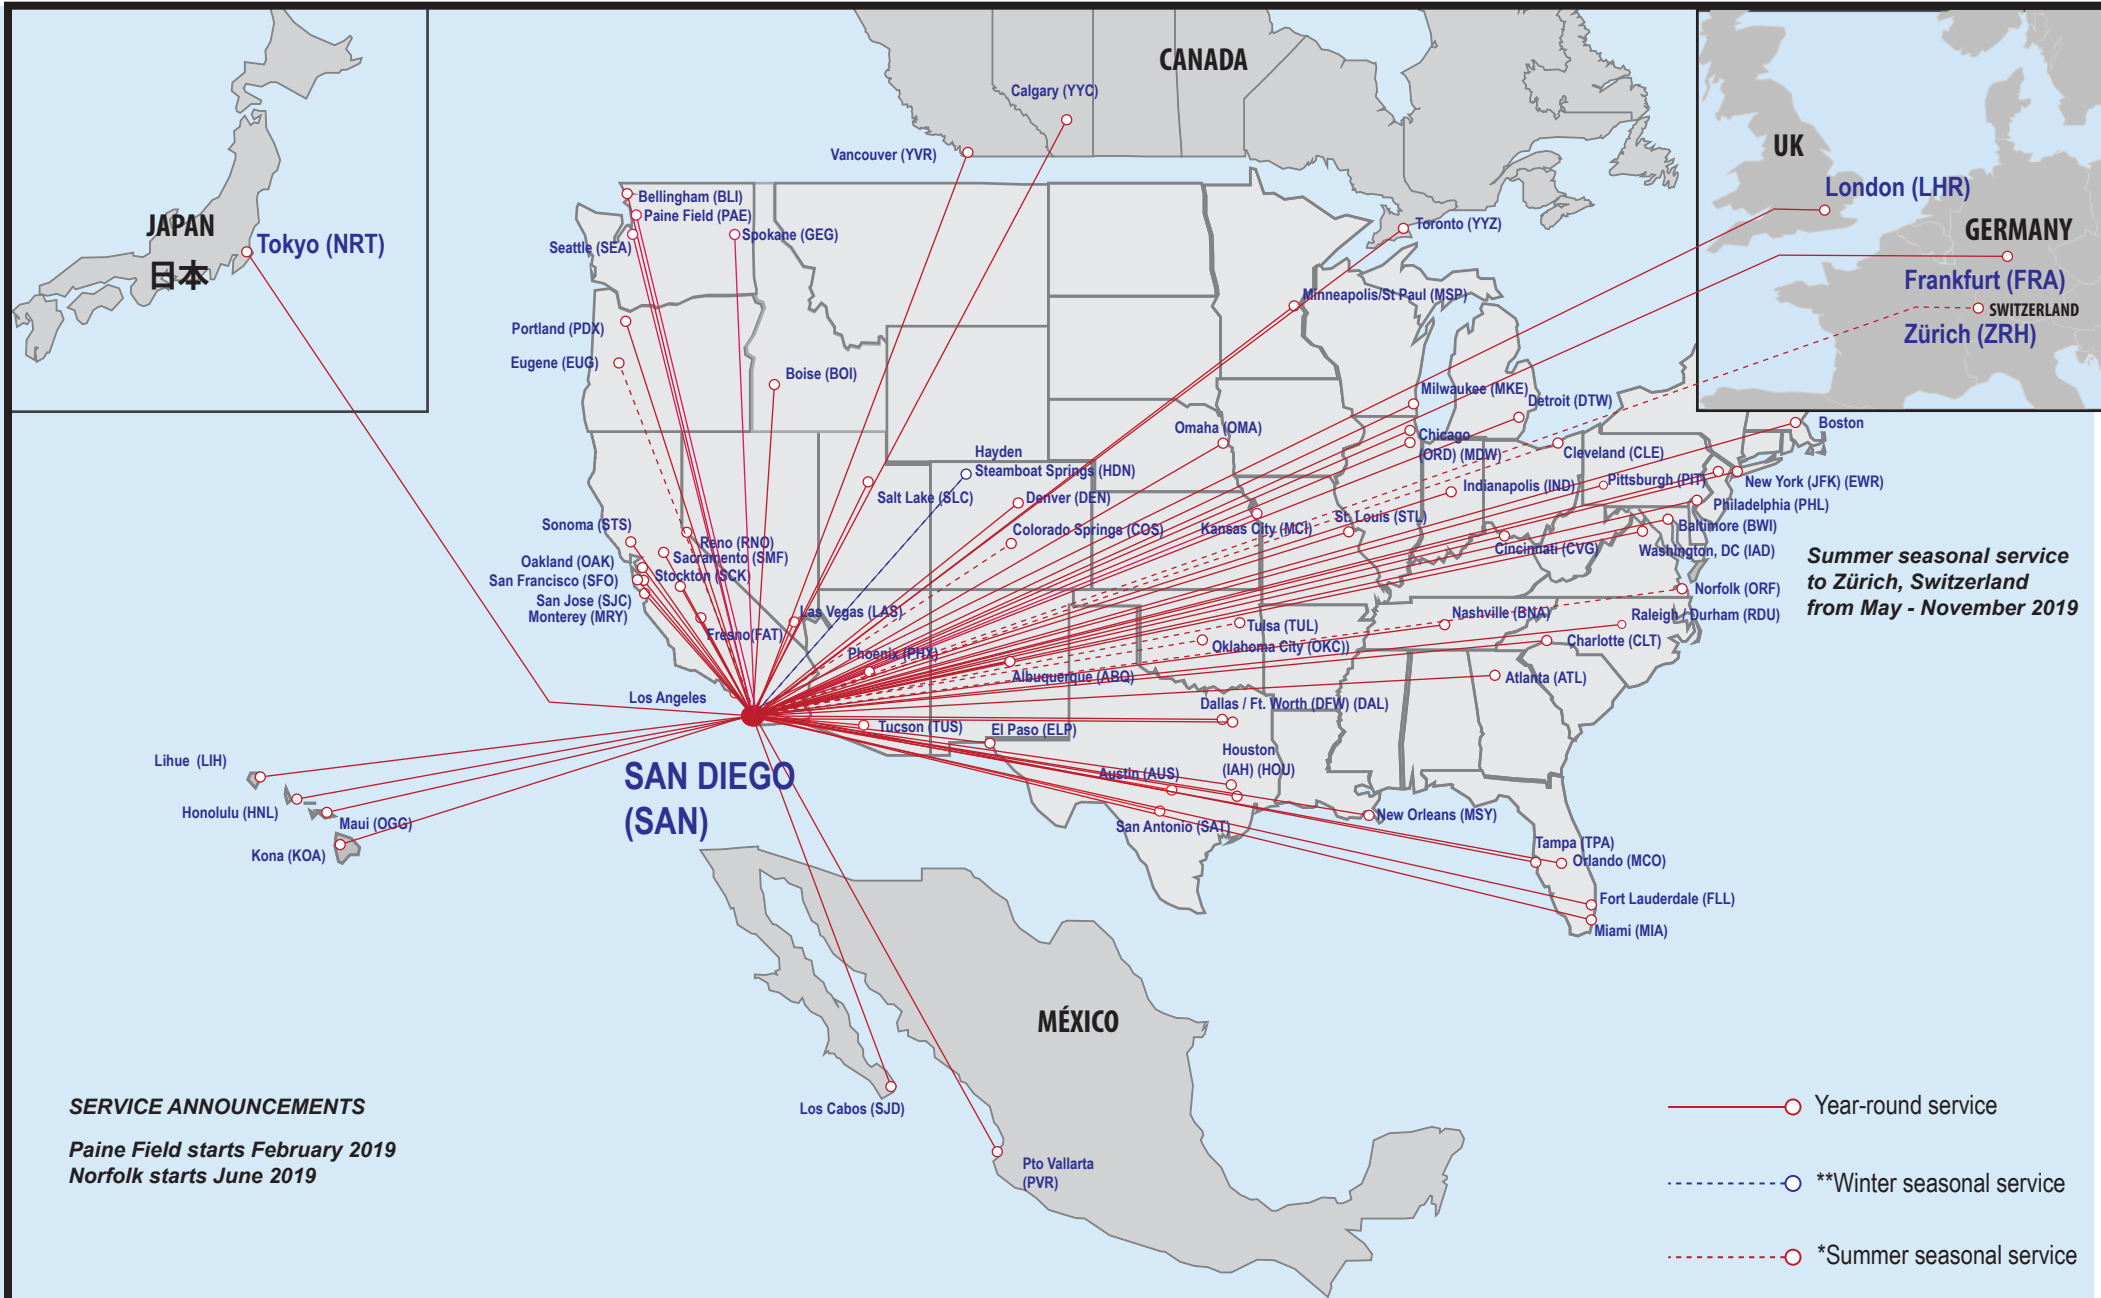 CANADA
Calgary (YYC)
Vancouver (YVR)
JAPAN
日本
Tokyo (NRT)
UK
London (LHR)
GERMANY
Frankfurt (FRA)
SWITZERLAND
Zürich (ZRH)
Bellingham (BLI)
Paine Field (PAE)
Seattle (SEA)
Spokane (GEG)
Toronto (YYZ)
Minneapolis/St Paul (MSP)
Portland (PDX)
Eugene (EUG)
Boise (BOI)
Milwaukee (MKE)
Detroit (DTW)
Omaha (OMA)
Chicago
(ORD) (MDW)
Cleveland (CLE)
Boston
Hayden
Steamboat Springs (HDN)
Salt Lake (SLC)
Denver (DEN)
Indianapolis (IND)
Pittsburgh (PIT)
New York (JFK) (EWR)
Philadelphia (PHL)
Sonoma (STS)
Reno (RNO)
Colorado Springs (COS)
Kansas City (MCI)
St. Louis (STL)
Baltimore (BWI)
Cincinnati (CVG)
Washington, DC (IAD)
Oakland (OAK)
Sacramento (SMF)
San Francisco (SFO)
Stockton (SCK)
San Jose (SJC)
Monterey (MRY)
Fresno(FAT)
Las Vegas (LAS)
Summer seasonal service
to Zürich, Switzerland
from May - November 2019
Norfolk (ORF)
Nashville (BNA)
Raleigh / Durham (RDU)
Tulsa (TUL)
Oklahoma City (OKC))
Charlotte (CLT)
Phoenix (PHX)
Albuquerque (ABQ)
Atlanta (ATL)
Los Angeles
Dallas / Ft. Worth (DFW) (DAL)
Tucson (TUS)
El Paso (ELP)
Houston
(IAH) (HOU)
Austin (AUS)
San Antonio (SAT)
New Orleans (MSY)
SAN DIEGO
(SAN)
Lihue (LIH)
Honolulu (HNL)
Maui (OGG)
Kona (KOA)
Tampa (TPA)
Orlando (MCO)
Fort Lauderdale (FLL)
Miami (MIA)
MÉXICO
Los Cabos (SJD)
Pto Vallarta
(PVR)
SERVICE ANNOUNCEMENTS
Paine Field starts February 2019
Norfolk starts June 2019
Year-round service
**Winter seasonal service
*Summer seasonal service